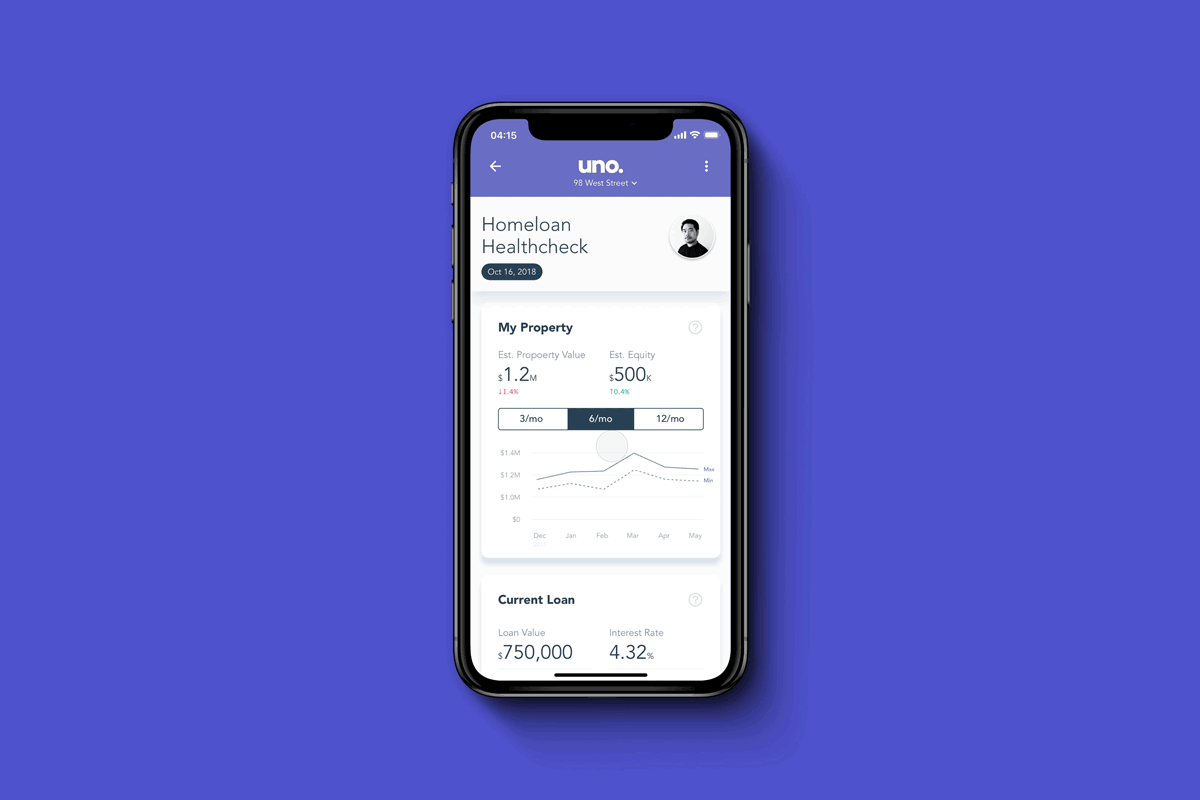 04:15
uno.
98 West Street
Homeloan
Healthcheck
Oct 16, 2018
My Property
?
Est. Propoerty Value
Est. Equity
$1.2M
$500K
↓1.4%
↑0.4%
3/mo
6/mo
12/mo
$1.4M
$1.2M
$1.0M
$0
Max
Min
Dec
Jan
Feb
Mar
Apr
May
Current Loan
?
Loan Value
Interest Rate
$750,000
4.32%